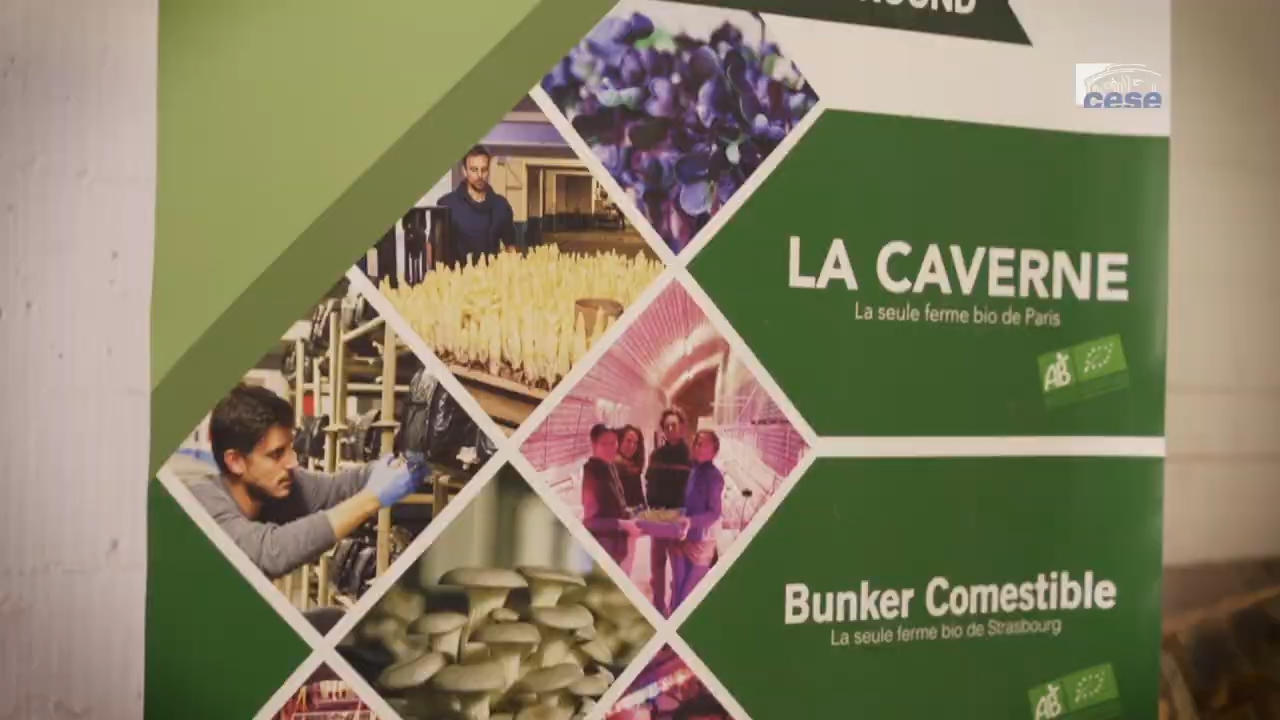 cese
LA CAVERNE
La seule ferme bio de Paris
AB
Bunker Comestible
La seule ferme bio de Strasbourg
AB